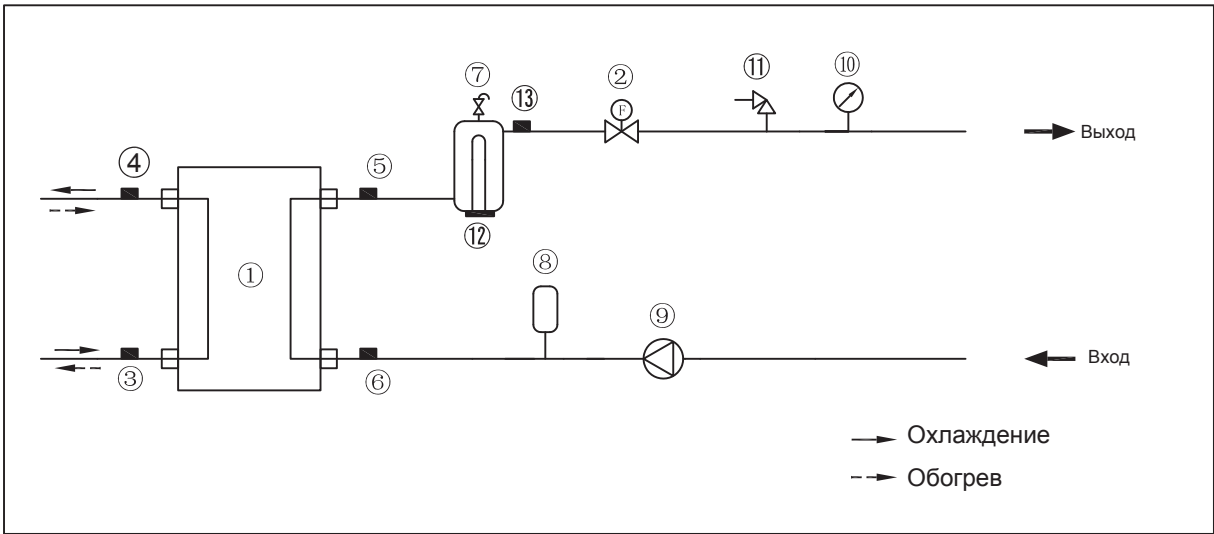 ⑦
⑬
②
⑪
⑩
F
Выход
④
⑤
⑫
①
⑧
⑨
③
⑥
Вход
Охлаждение
Обогрев